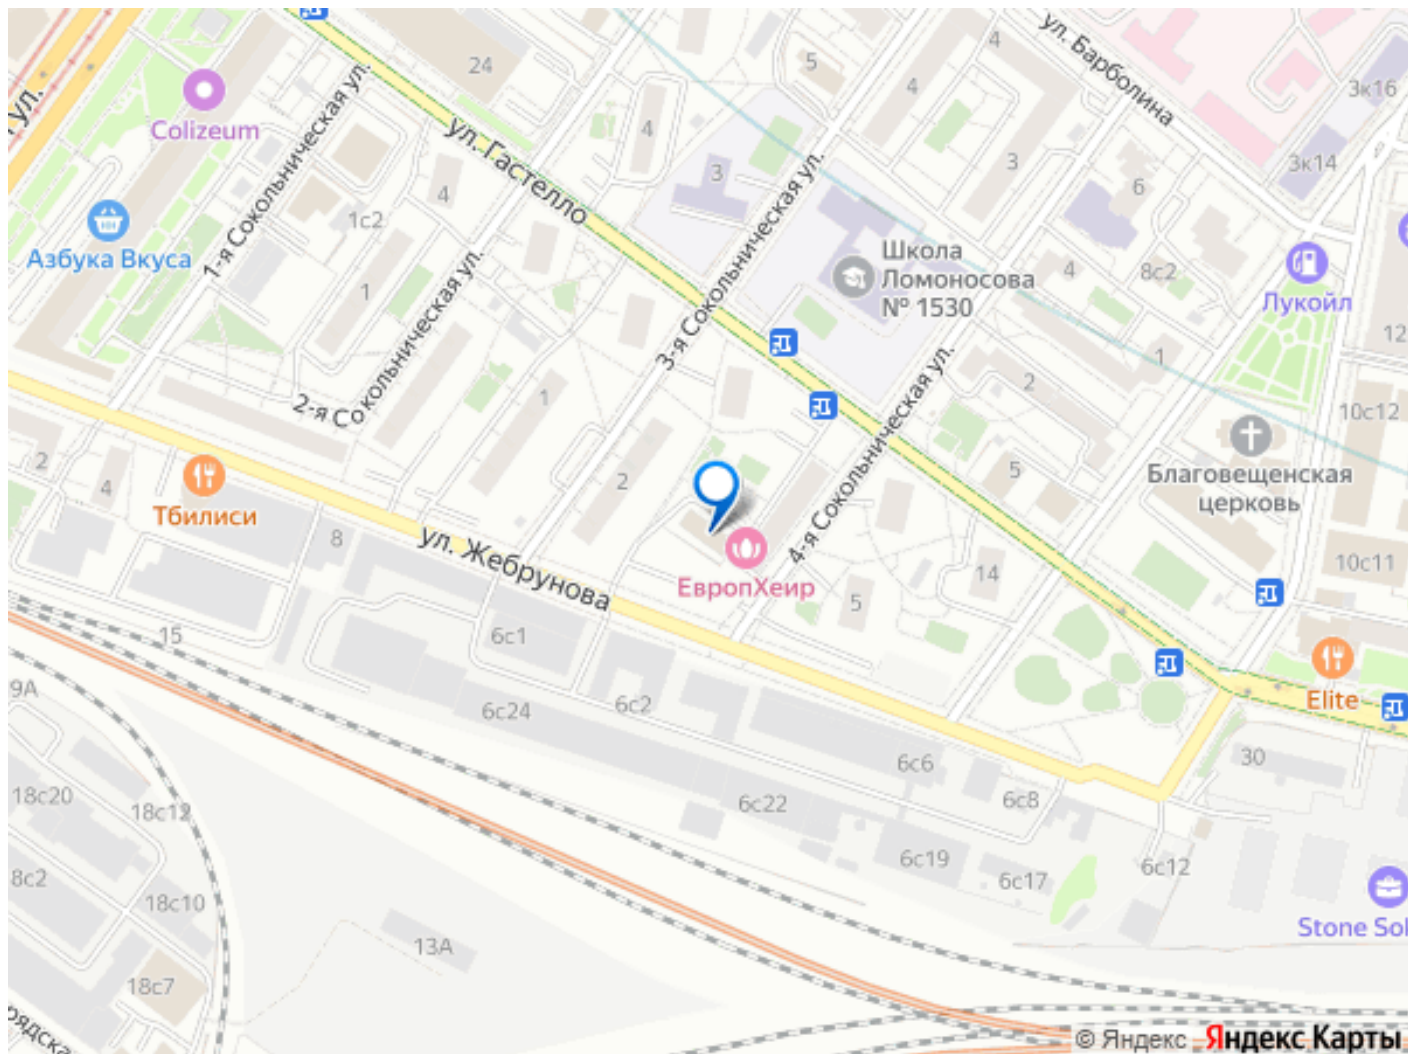 24
ул.
Colizeum
1-я Сокольническая ул.
Азбука Вкуса
4
1с2
1
2-я Сокольническая ул.
ул. Гастелло
4
3
5
4
4
ул. Барболина
3к16
3к14
3
6
4
8с2
3-я Сокольническая ул.
Школа
Ломоносова
№ 1530
Лукойл
12
1
2
10с12
4-я Сокольническая ул.
Благовещенская
церковь
5
1
2
2
4
Тбилиси
8
ул. Жебрунова
ЕвропХеир
5
14
10с11
Elite
15
6с1
6с2
6с24
6с6
6с8
6с22
6с19
6с17
6с12
30
Stone Sol
9А
18с20
18с12
8с2
18с10
18с7
13А
рядска
© Яндекс Яндекс Карты